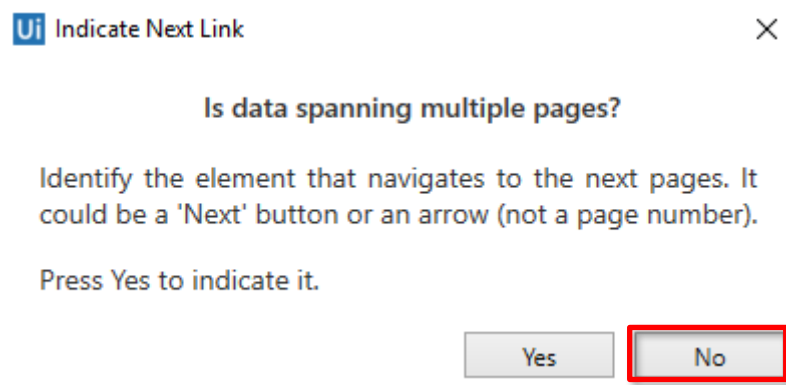 Ui Indicate Next Link
Is data spanning multiple pages?
Identify the element that navigates to the next pages. It
could be a 'Next' button or an arrow (not a page number).
Press Yes to indicate it.
Yes No